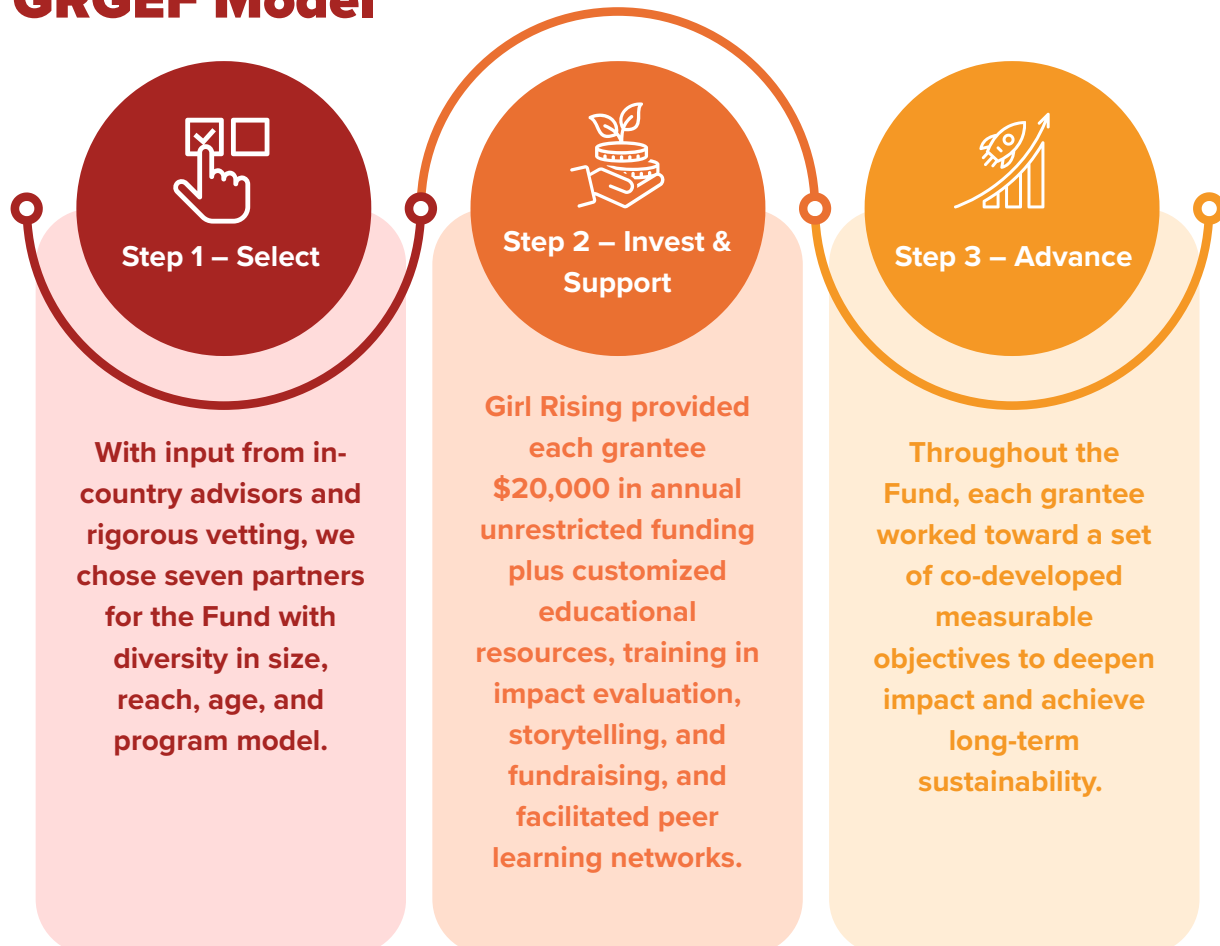 GRGEF Model
Step 1 – Select
With input from in-
country advisors and
rigorous vetting, we
chose seven partners
for the Fund with
diversity in size,
reach, age, and
program model.
Step 2 – Invest &
Support
Girl Rising provided
each grantee
$20,000 in annual
unrestricted funding
plus customized
educational
resources, training in
impact evaluation,
storytelling, and
fundraising, and
facilitated peer
learning networks.
Step 3 – Advance
Throughout the
Fund, each grantee
worked toward a set
of co-developed
measurable
objectives to deepen
impact and achieve
long-term
sustainability.